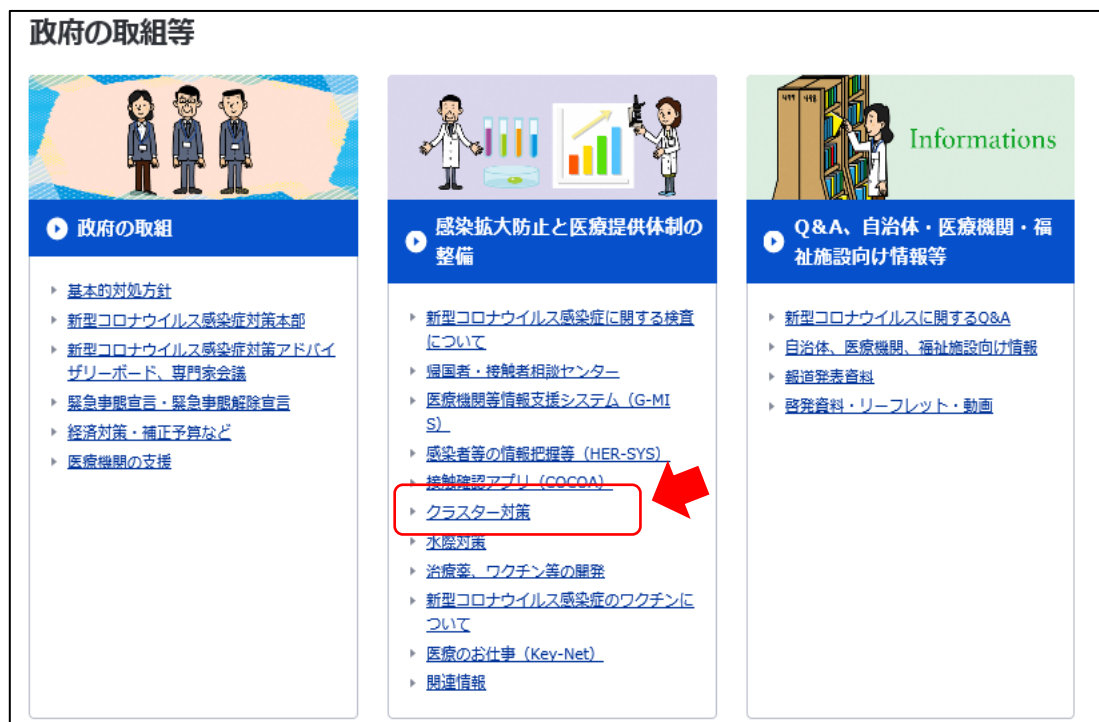 政府の取組等
Informations
政府の取組
基本的対処方針
新型コロナウイルス感染症対策本部
新型コロナウイルス感染症対策アドバイ
ザリーボード、専門家会議
緊急事態宣言・緊急事態解除宣言
経済対策・補正予算など
医療機関の支援
感染拡大防止と医療提供体制の
整備
新型コロナウイルス感染症に関する検査
について
帰国者・接触者相談センター
医療機関等情報支援システム（G-MI
S）
感染者等の情報把握等（HER-SYS）
接触確認アプリ（COCOA）
クラスター対策
水際対策
治療薬、ワクチン等の開発
新型コロナウイルス感染症のワクチンに
ついて
医療のお仕事（Key-Net）
関連情報
Q&A、自治体・医療機関・福
祉施設向け情報等
新型コロナウイルスに関するQ&A
自治体、医療機関、福祉施設向け情報
報道発表資料
啓発資料・リーフレット・動画